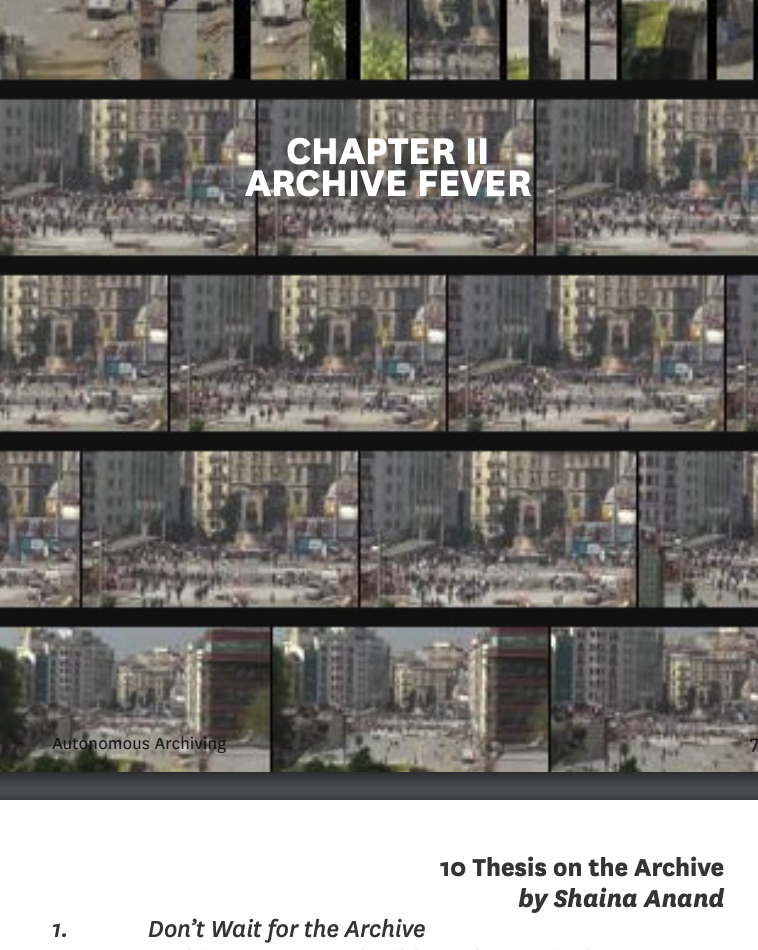 CHAPTER II
ARCHIVE FEVER
Autonomous Archiving
7
10 Thesis on the Archive
by Shaina Anand
1. Don’t Wait for the Archive